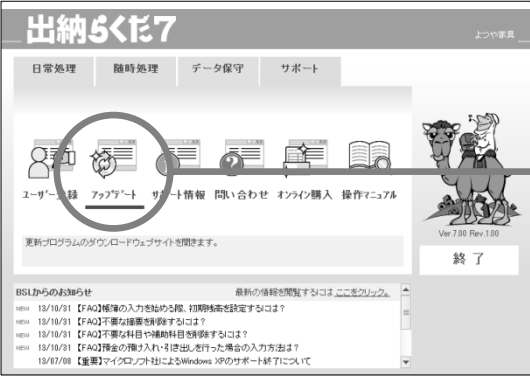 出納らくだ7
よつや家具
日常処理 随時処理 データ保守 サポート
ユーザー登録 アップデート サポート情報 問い合わせ オンライン購入 操作マニュアル
Ver.7.00 Rev.1.00
更新プログラムのダウンロードウェブサイトを開きます。
終了
BSLからのお知らせ 最新の情報を閲覧するにはここをクリック。
NEW 13/10/31 【FAQ】帳簿の入力を始める際、初期残高を設定するには？
NEW 13/10/31 【FAQ】不要な摘要を削除するには？
NEW 13/10/31 【FAQ】不要な科目や補助科目を削除するには？
NEW 13/10/31 【FAQ】預金の預け入れ・引き出しを行った場合の入力方法は？
13/07/08 【重要】マイクロソフト社によるWindows XPのサポート終了について